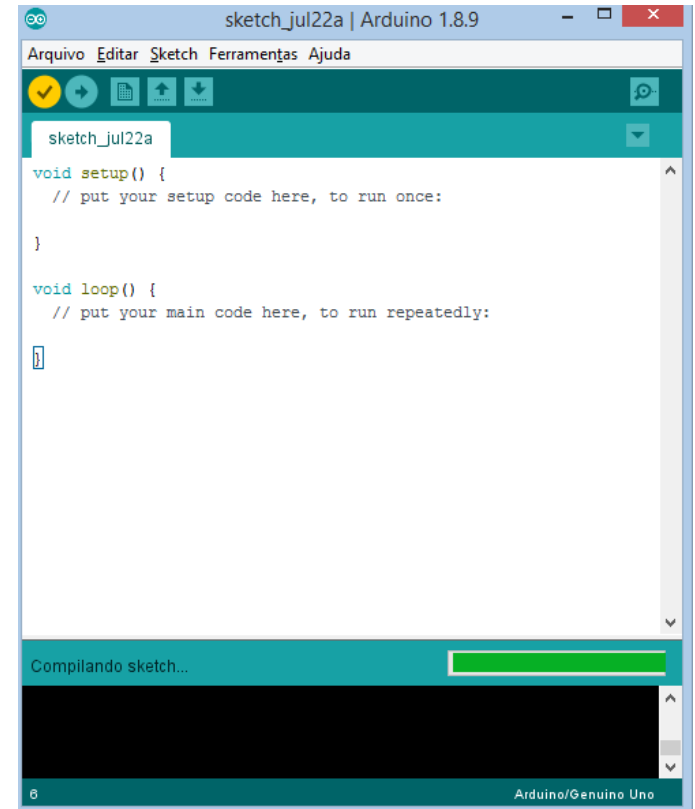 sketch_jul22a | Arduino 1.8.9
Arquivo Editar Sketch Ferramentas Ajuda
sketch_jul22a
void setup() {
  // put your setup code here, to run once:
}
void loop() {
  // put your main code here, to run repeatedly:
}
Compilando sketch...
6 Arduino/Genuino Uno